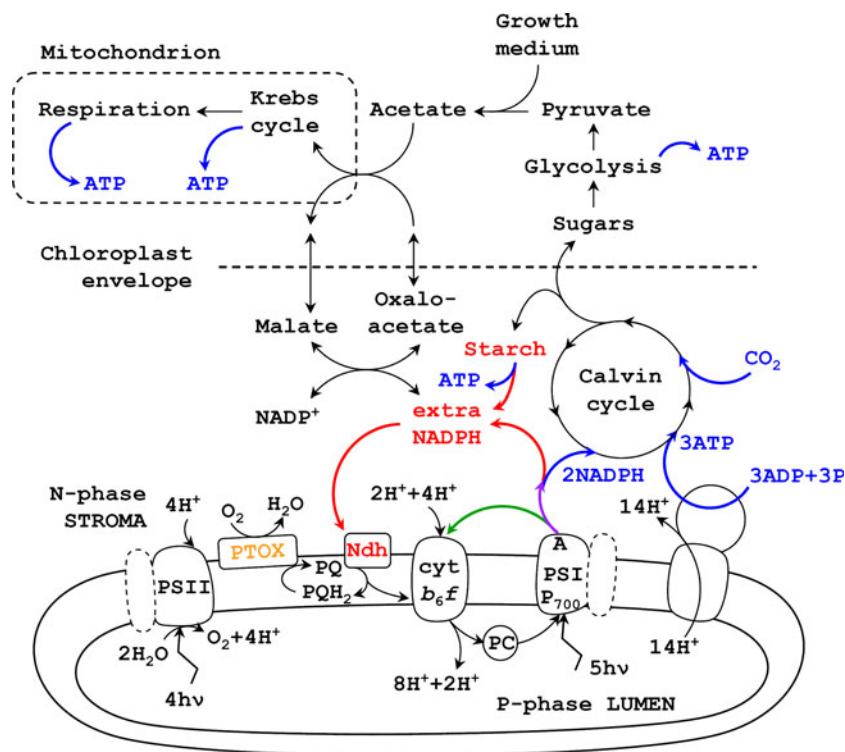 Growth
medium
Mitochondrion
Respiration
Krebs
cycle
Acetate
Pyruvate
ATP
ATP
Glycolysis
ATP
Sugars
Chloroplast
envelope
Malate
Oxalo-
acetate
Starch
ATP
NADP⁺
extra
NADPH
Calvin
cycle
CO₂
3ATP
2NADPH
3ADP+3P
N-phase
STROMA
4H⁺
O₂
H₂O
2H⁺+4H⁺
14H⁺
PTOX
Ndh
PQ
PQH₂
PSII
cyt
b₆f
A
PSI
P₇₀₀
2H₂O
O₂+4H⁺
4hν
PC
8H⁺+2H⁺
5hν
14H⁺
P-phase LUMEN